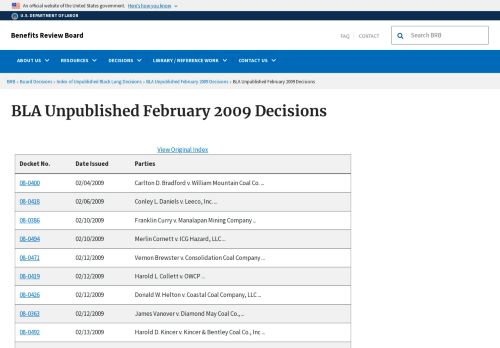 An official website of the United States government. Here's how you know
U.S. DEPARTMENT OF LABOR
Benefits Review Board
FAQ CONTACT
Search BRB
ABOUT US RESOURCES DECISIONS LIBRARY / REFERENCE WORK CONTACT US
BRB » Board Decisions » Index of Unpublished Black Lung Decisions » BLA Unpublished February 2009 Decisions » BLA Unpublished February 2009 Decisions
BLA Unpublished February 2009 Decisions
View Original Index
Docket No. Date Issued Parties
08-0400 02/04/2009 Carlton D. Bradford v. William Mountain Coal Co. ...
08-0418 02/06/2009 Conley L. Daniels v. Leeco, Inc. ...
08-0386 02/10/2009 Franklin Curry v. Manalapan Mining Company ..
08-0494 02/10/2009 Merlin Cornett v. ICG Hazard, LLC ..
08-0471 02/12/2009 Vernon Brewster v. Consolidation Coal Company ...
08-0419 02/12/2009 Harold L. Collett v. OWCP ..
08-0426 02/12/2009 Donald W. Helton v. Coastal Coal Company, LLC ..
08-0363 02/12/2009 James Vanover v. Diamond May Coal Co., ..
08-0492 02/13/2009 Harold D. Kincer v. Kincer & Bentley Coal Co., Inc ..